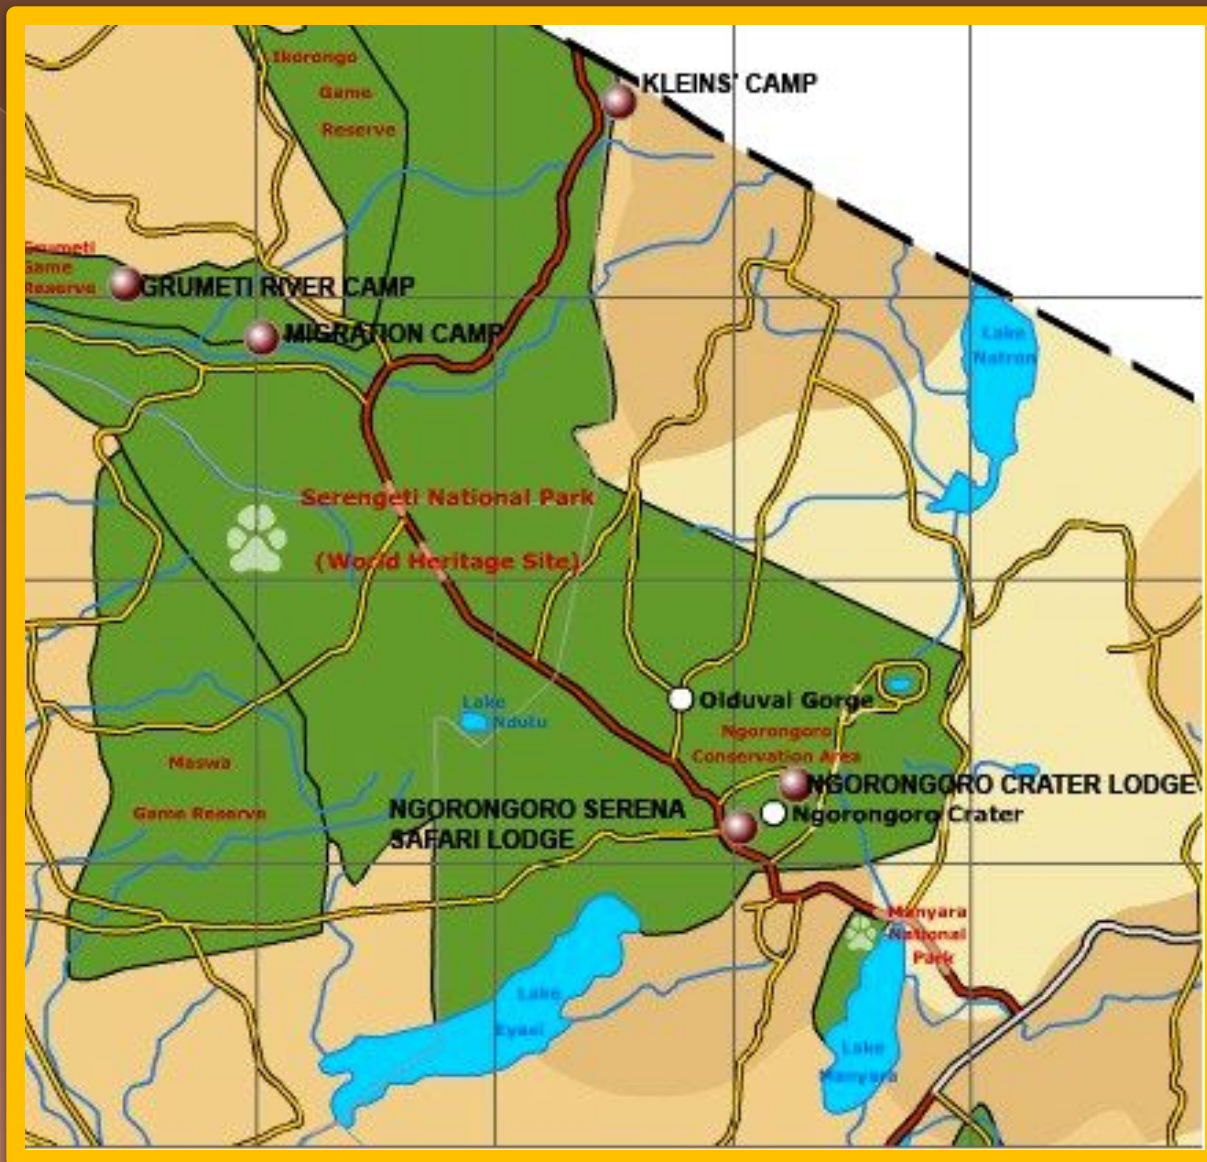 Ikorongo
Game
Reserve
KLEINS' CAMP
Grumeti
Game
Reserve
GRUMETI RIVER CAMP
MIGRATION CAMP
Lake
Natron
Serengeti National Park
(World Heritage Site)
Lake
Ndutu
Olduvai Gorge
Ngorongoro
Conservation Area
Maswa
Game Reserve
NGORONGORO CRATER LODGE
Ngorongoro Crater
NGORONGORO SERENA
SAFARI LODGE
Manyara
National
Park
Lake
Eyasi
Lake
Manyara